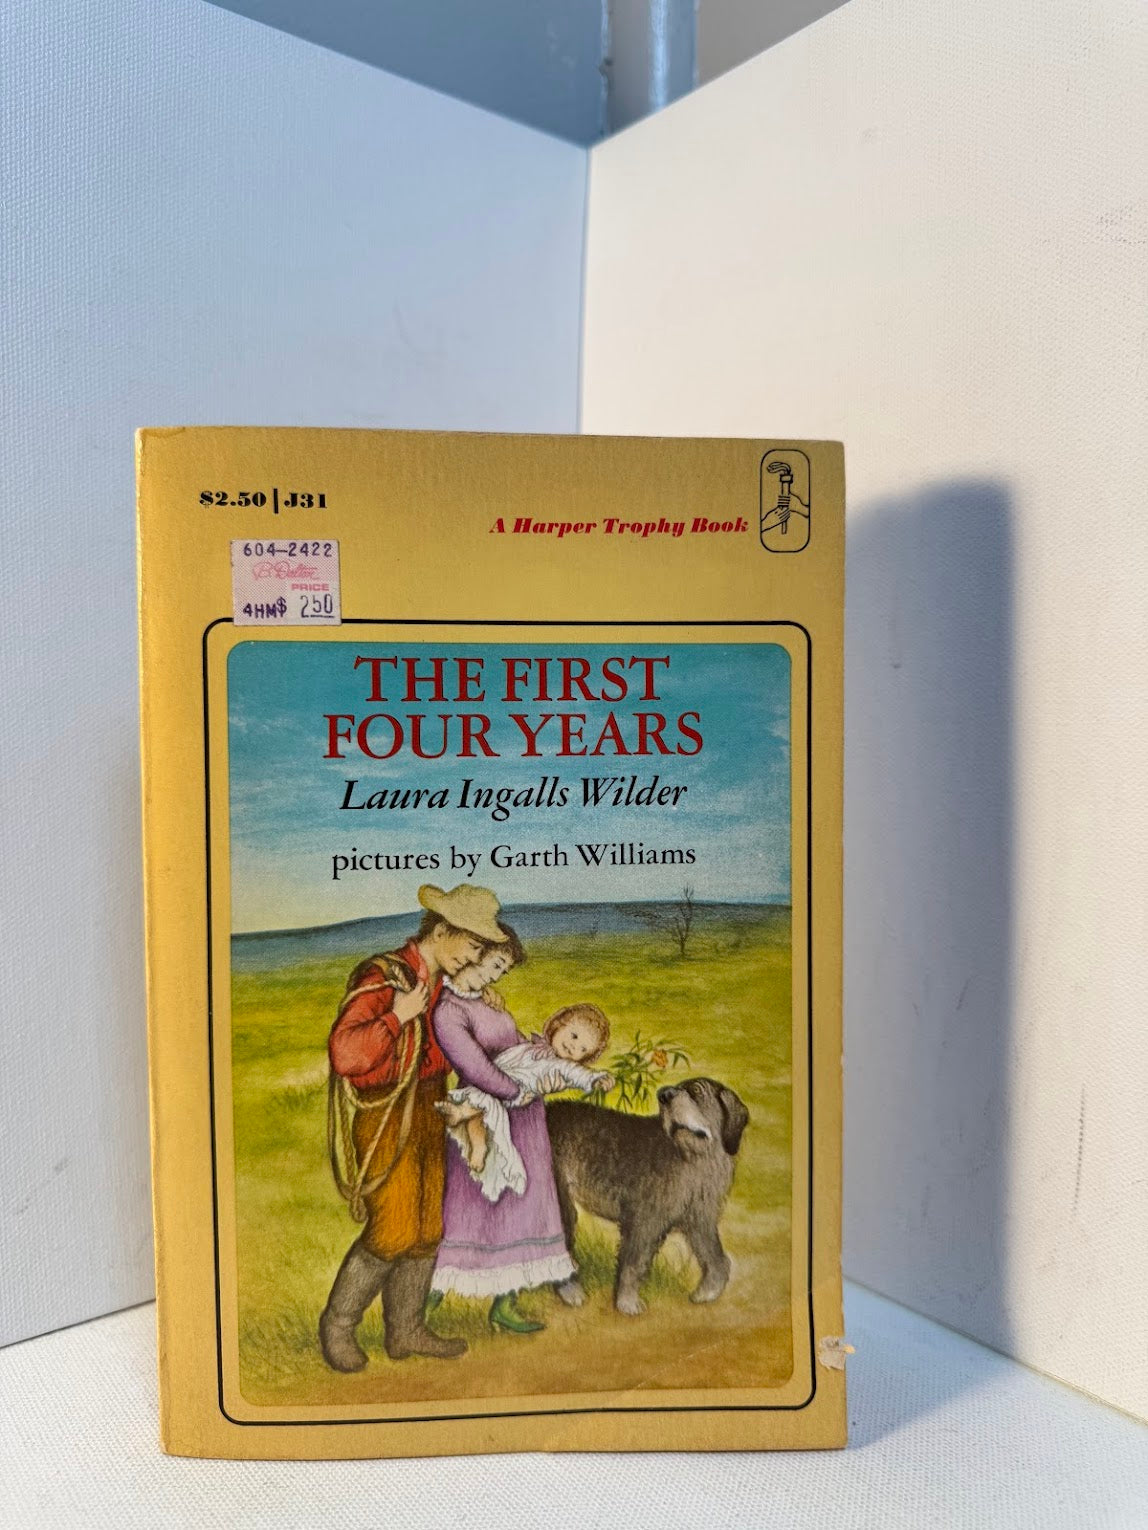 $2.50 | J31
A Harper Trophy Book
604-2422
B. Dalton
PRICE
4HM$ 250
THE FIRST
FOUR YEARS
Laura Ingalls Wilder
pictures by Garth Williams